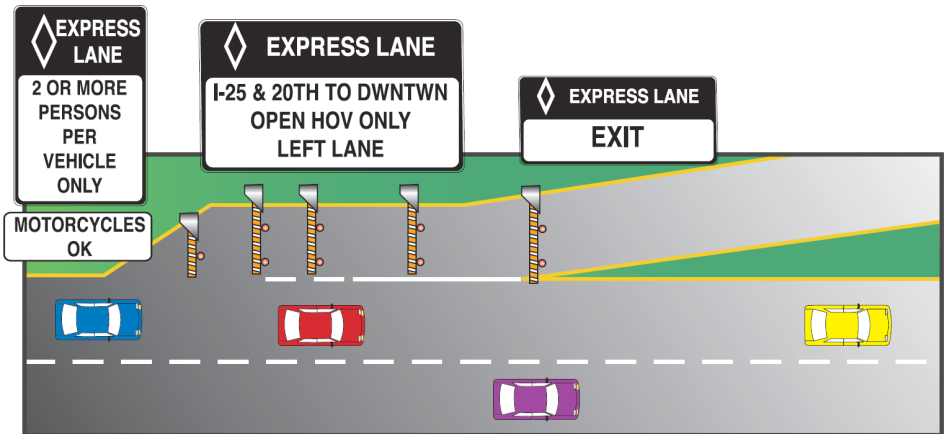 EXPRESS
LANE
2 OR MORE
PERSONS
PER
VEHICLE
ONLY
MOTORCYCLES
OK
EXPRESS LANE
I-25 & 20TH TO DWNTWN
OPEN HOV ONLY
LEFT LANE
EXPRESS LANE
EXIT